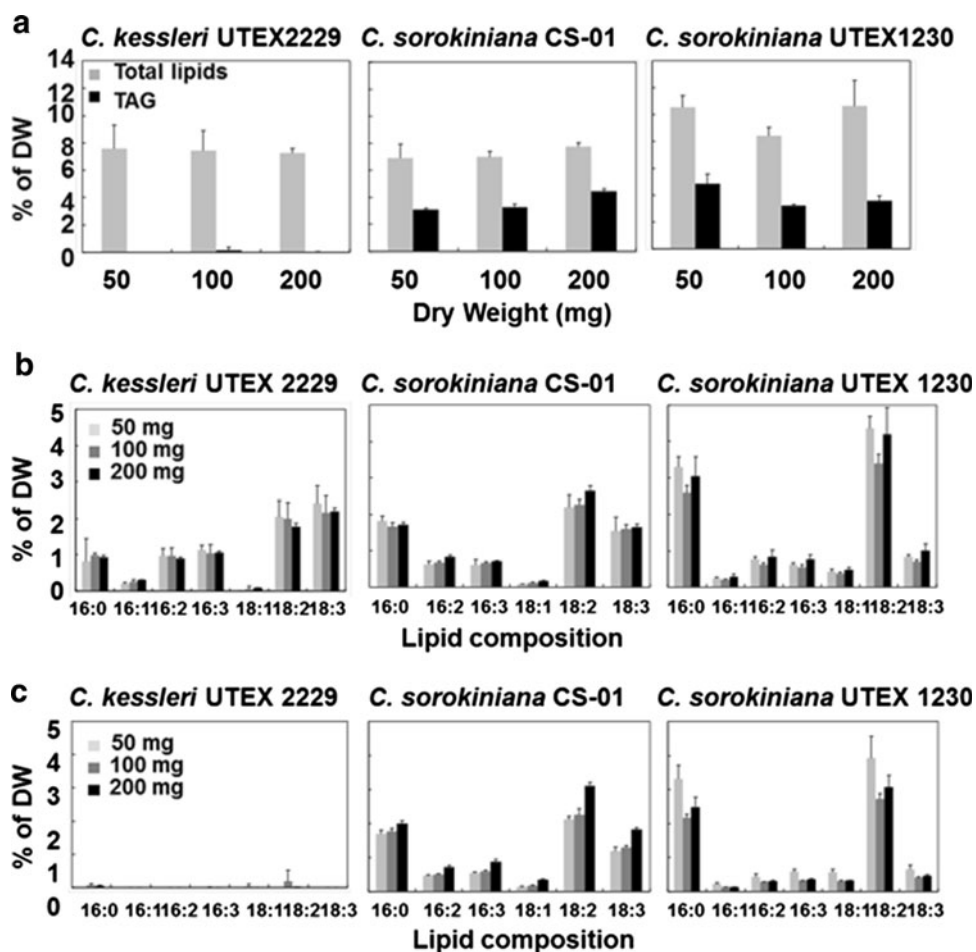 a
C. kessleri UTEX2229 C. sorokiniana CS-01 C. sorokiniana UTEX1230
14
12
10
8
6
4
2
0
% of DW
Total lipids
TAG
50 100 200 50 100 200 50 100 200
Dry Weight (mg)
b
C. kessleri UTEX 2229 C. sorokiniana CS-01 C. sorokiniana UTEX 1230
5
4
3
2
1
0
% of DW
50 mg
100 mg
200 mg
16:0 16:1 16:2 16:3 18:1 18:2 18:3 16:0 16:2 16:3 18:1 18:2 18:3 16:0 16:1 16:2 16:3 18:1 18:2 18:3
Lipid composition
c
C. kessleri UTEX 2229 C. sorokiniana CS-01 C. sorokiniana UTEX 1230
5
4
3
2
1
0
% of DW
50 mg
100 mg
200 mg
16:0 16:1 16:2 16:3 18:1 18:2 18:3 16:0 16:2 16:3 18:1 18:2 18:3 16:0 16:1 16:2 16:3 18:1 18:2 18:3
Lipid composition